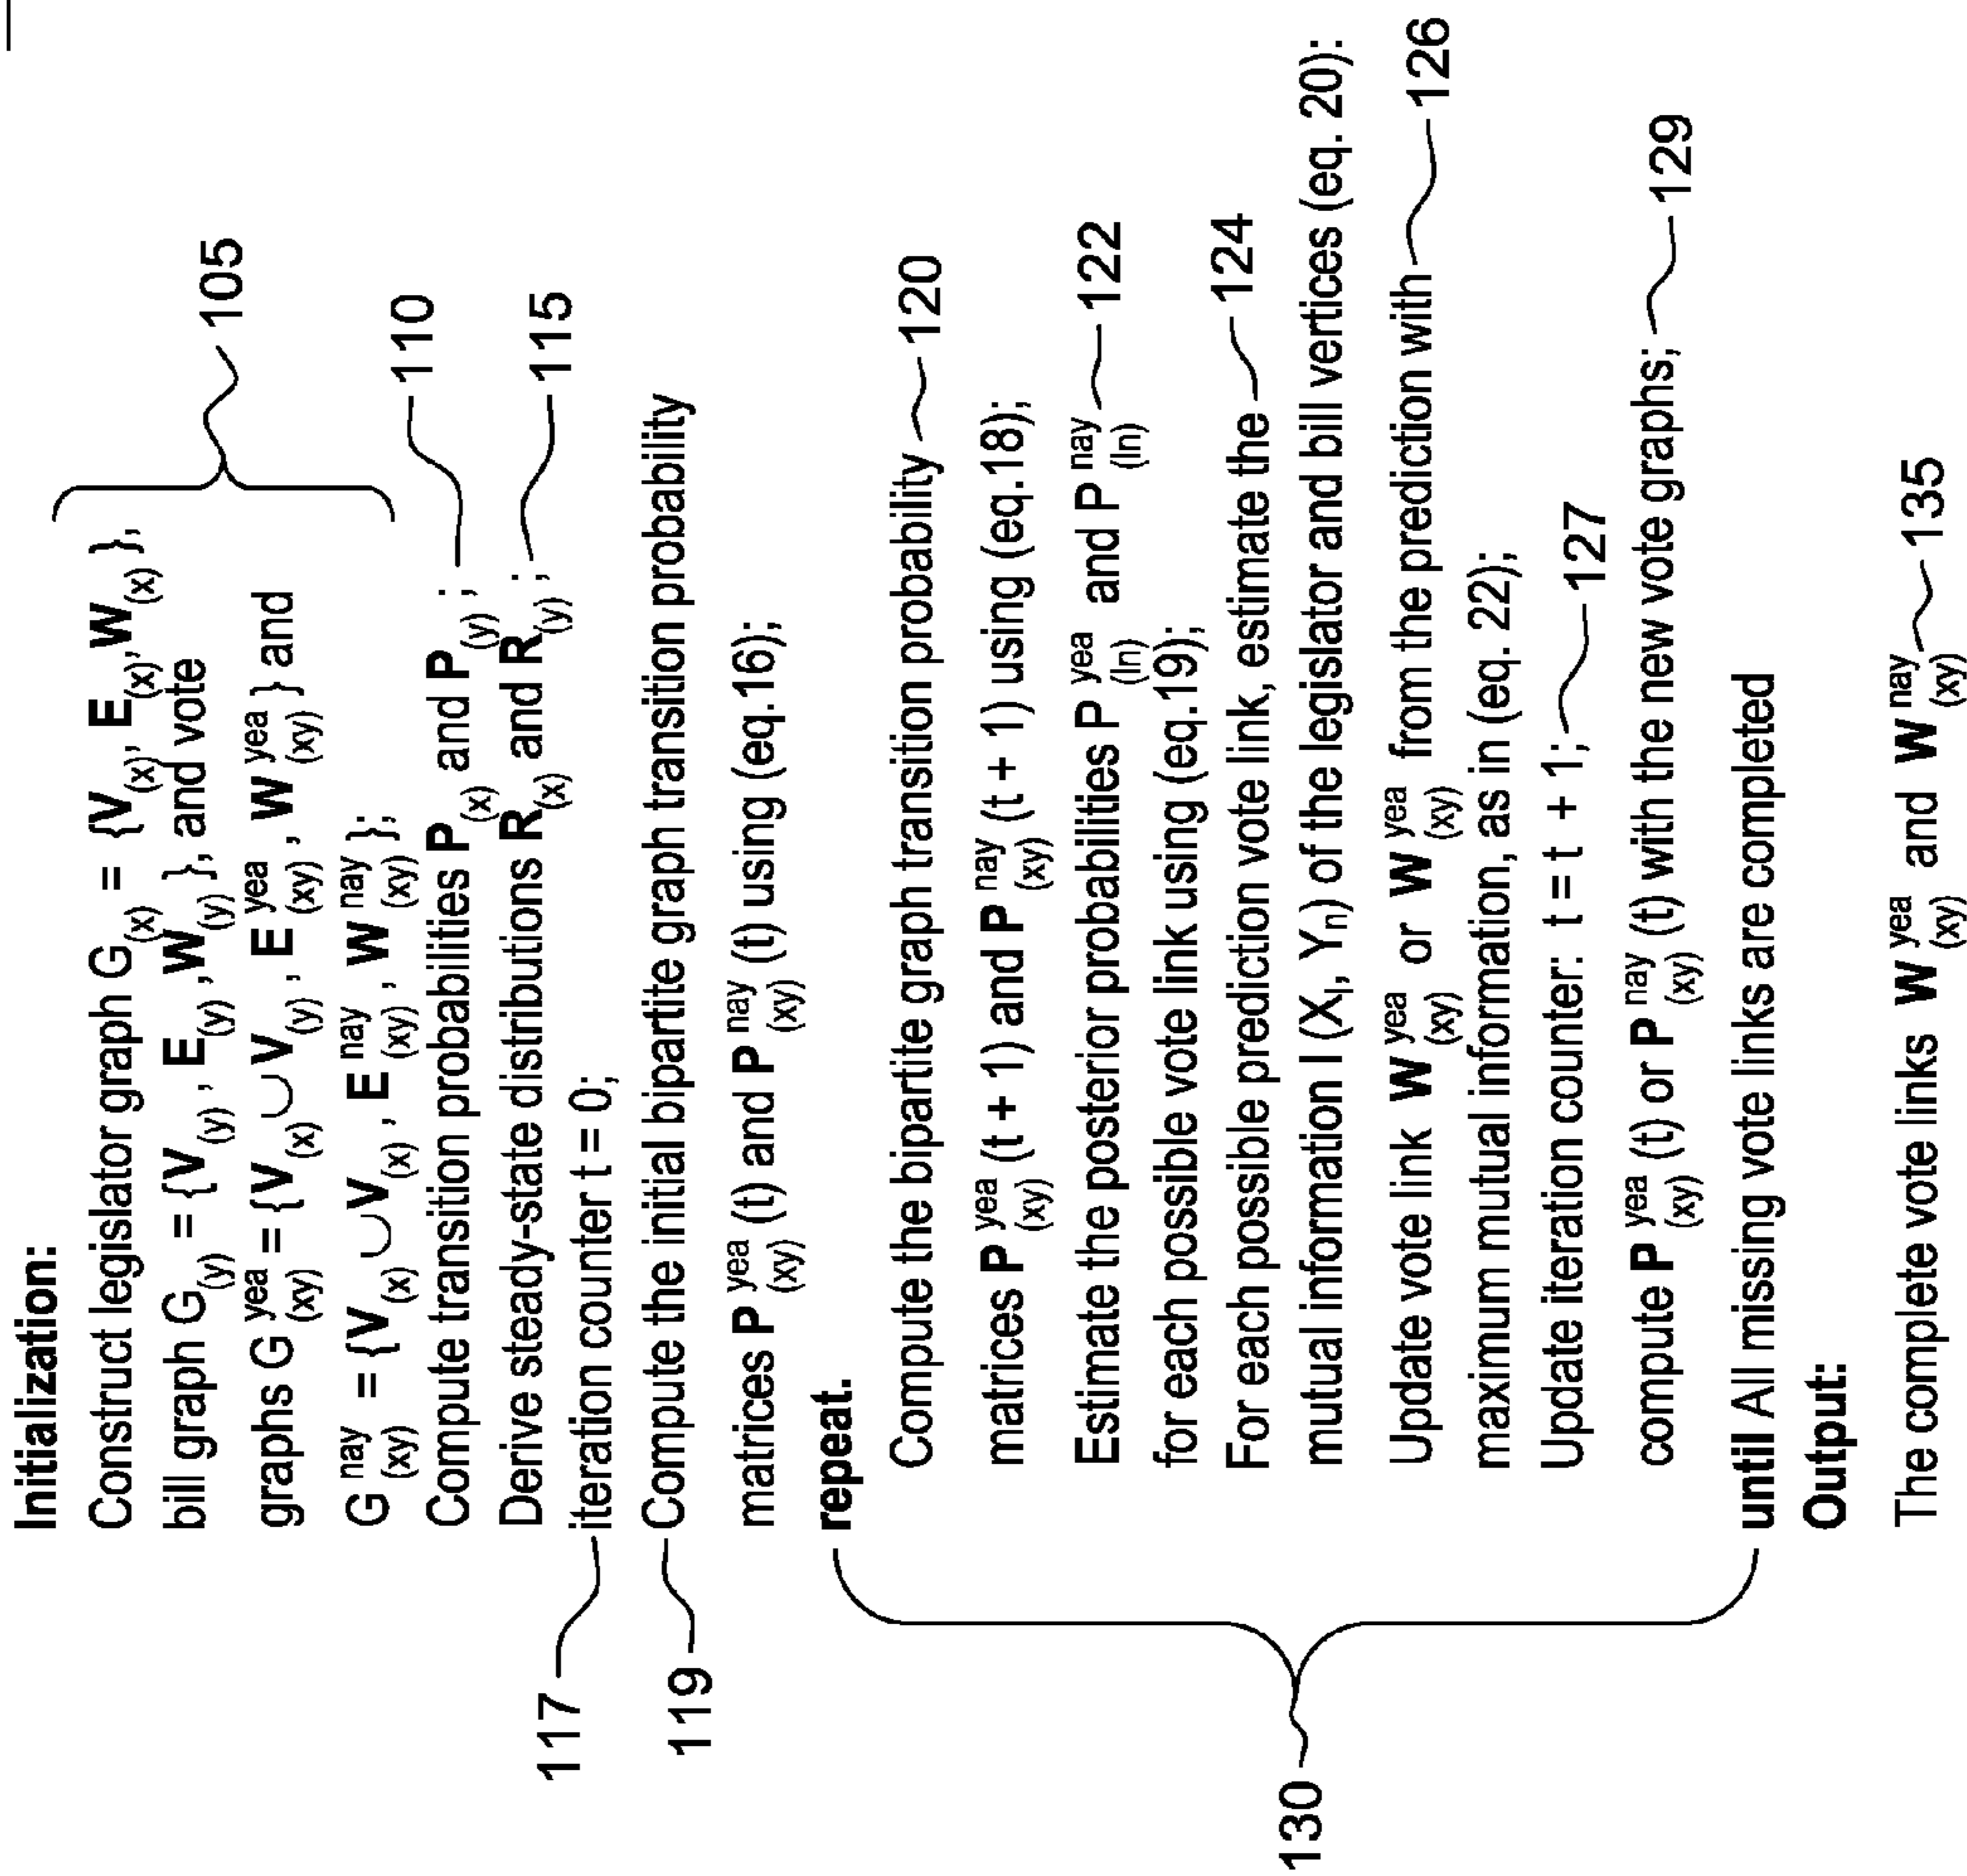 Initialization:
Construct legislator graph G(x) = {V(x), E(x), W(x)};
bill graph G(y) = {V(y), E(y), W(y)}, and vote
graphs G yea (xy) = {V(x) ∪ V(y), E yea (xy), W yea (xy)} and
G nay (xy) = {V(x) ∪ V(x), E nay (xy), W nay (xy)};
105
Compute transition probabilities P(x) and P(y); 110
Derive steady-state distributions R(x) and R(y); 115
117 iteration counter t = 0;
119 Compute the initial bipartite graph transition probability
matrices P yea (xy) (t) and P nay (xy) (t) using (eq.16);
130
repeat.
Compute the bipartite graph transition probability 120
matrices P yea (xy) (t + 1) and P nay (xy) (t + 1) using (eq.18);
Estimate the posterior probabilities P yea (ln) and P nay (ln) 122
for each possible vote link using (eq.19);
For each possible prediction vote link, estimate the 124
mutual information I (Xl, Yn) of the legislator and bill vertices (eq. 20):
Update vote link W yea (xy) or W yea (xy) from the prediction with 126
maximum mutual information, as in (eq. 22);
Update iteration counter: t = t + 1; 127
compute P yea (xy) (t) or P nay (xy) (t) with the new vote graphs; 129
until All missing vote links are completed
Output:
The complete vote links W yea (xy) and W nay (xy) 135